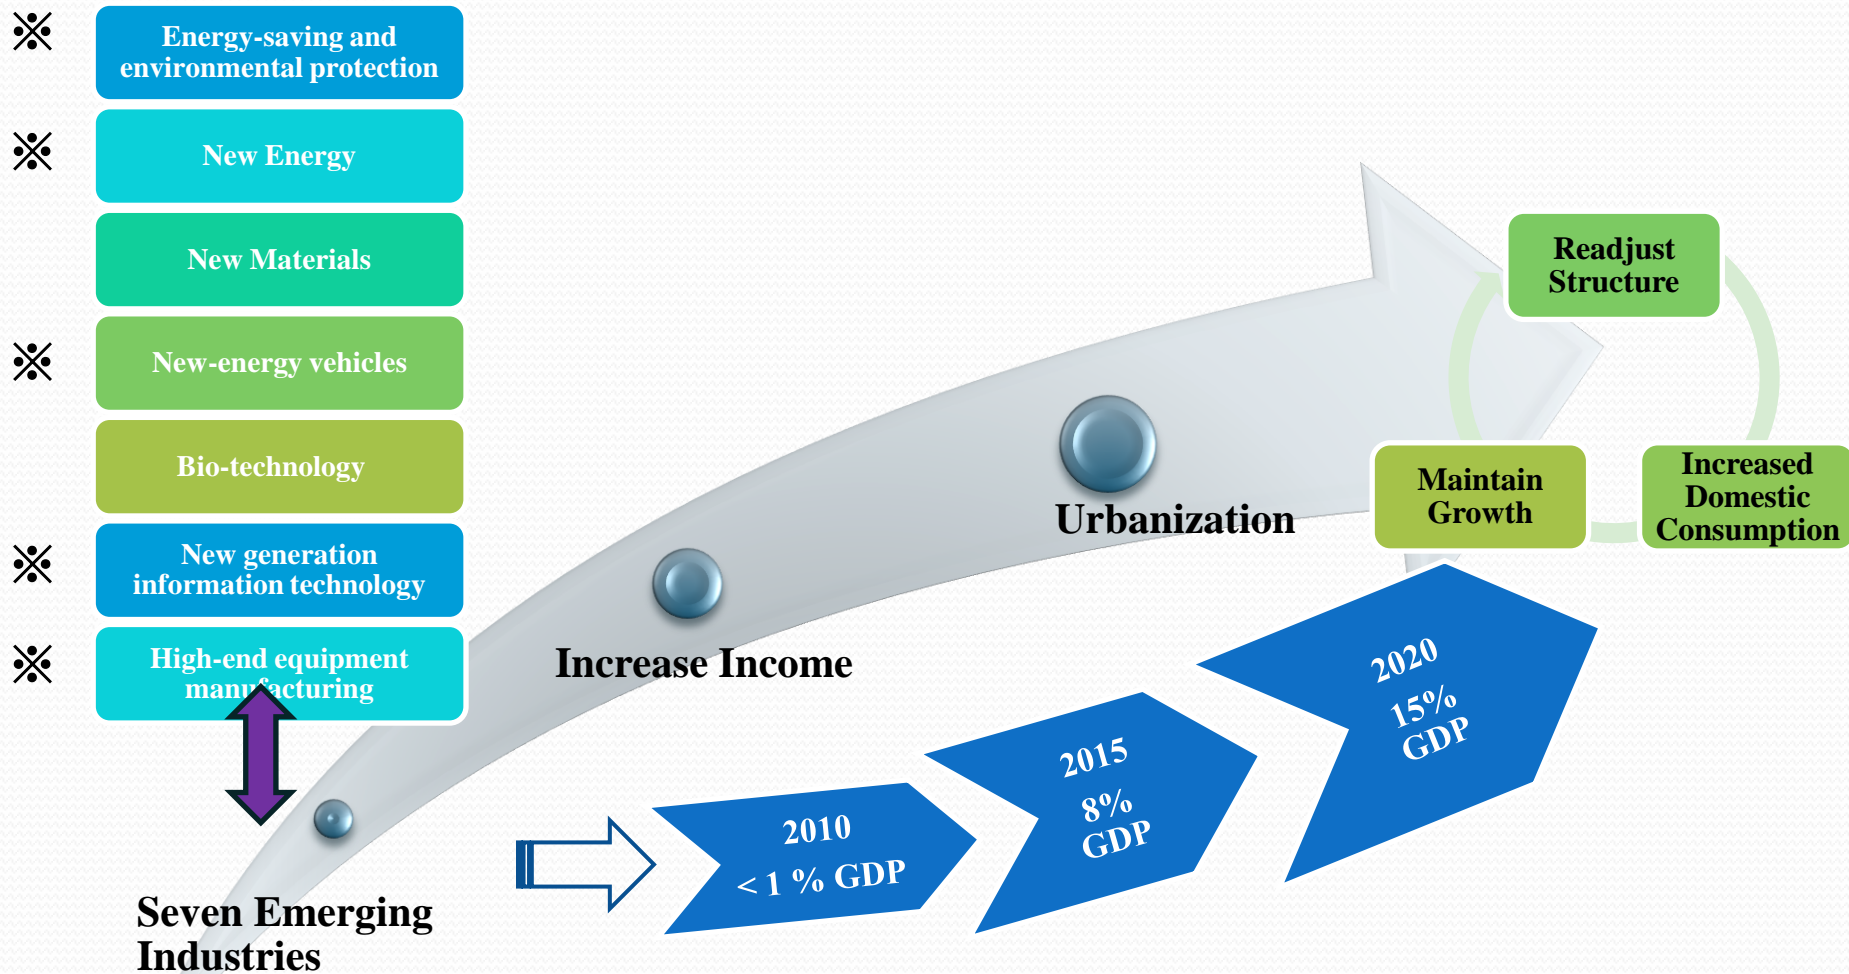 ※
Energy-saving and
environmental protection
※
New Energy
New Materials
※
New-energy vehicles
Bio-technology
※
New generation
information technology
※
High-end equipment
manufacturing
Seven Emerging
Industries
Increase Income
Urbanization
Readjust
Structure
Maintain
Growth
Increased
Domestic
Consumption
2010
< 1 % GDP
2015
8%
GDP
2020
15%
GDP